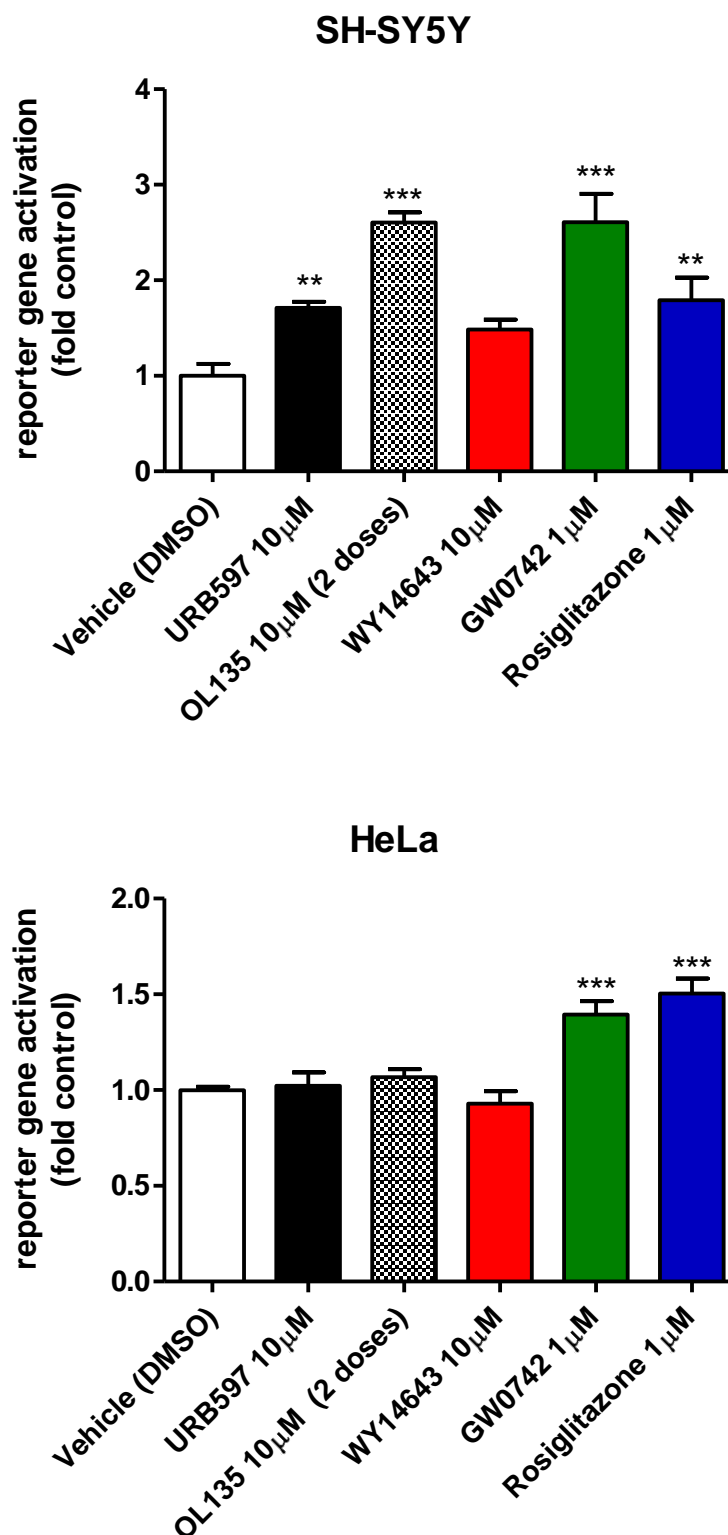 SH-SY5Y
reporter gene activation
(fold control)
4
3
2
1
0
**
***
***
**
Vehicle (DMSO)
URB597 10μM
OL135 10μM (2 doses)
WY14643 10μM
GW0742 1μM
Rosiglitazone 1μM
HeLa
reporter gene activation
(fold control)
2.0
1.5
1.0
0.5
0.0
***
***
Vehicle (DMSO)
URB597 10μM
OL135 10μM (2 doses)
WY14643 10μM
GW0742 1μM
Rosiglitazone 1μM